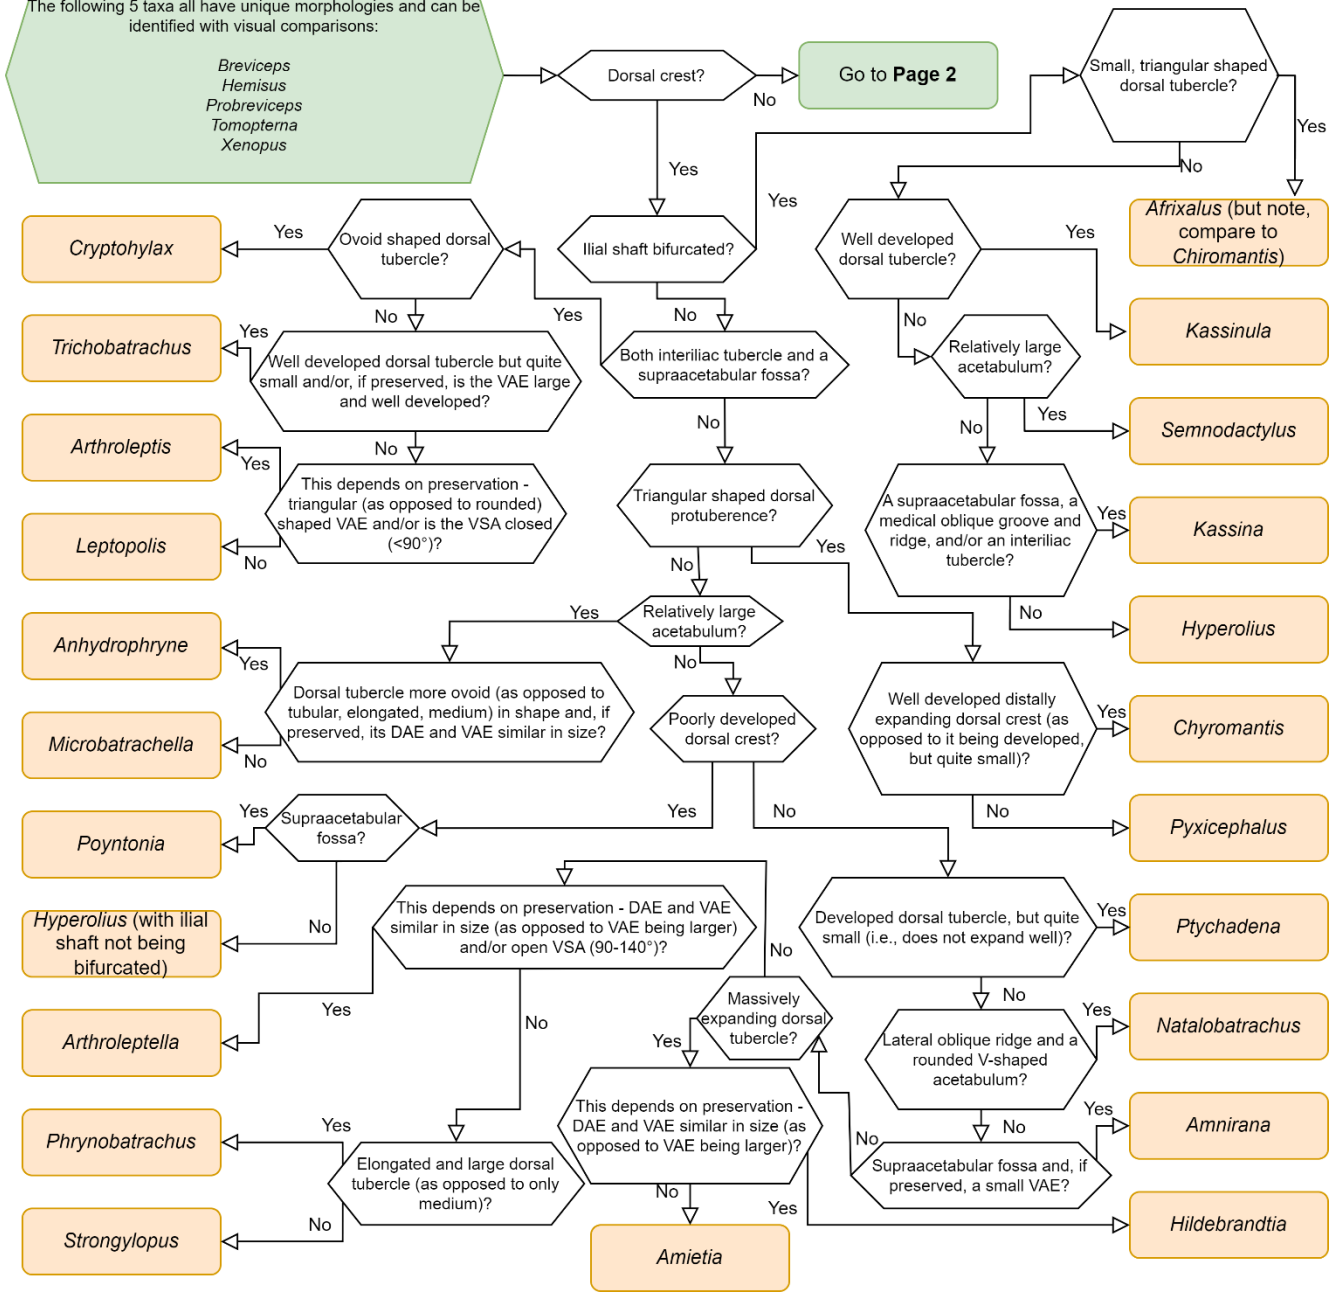 The following 5 taxa all have unique morphologies and can be
identified with visual comparisons:
Breviceps
Hemisus
Probreviceps
Tomopterna
Xenopus
Dorsal crest?
No
Go to Page 2
Yes
Small, triangular shaped
dorsal tubercle?
Yes
No
Afrixalus (but note,
compare to
Chiromantis)
Ilial shaft bifurcated?
Yes
No
Well developed
dorsal tubercle?
Yes
No
Kassinula
Relatively large
acetabulum?
Yes
No
Semnodactylus
A supraacetabular fossa, a
medical oblique groove and
ridge, and/or an interiliac
tubercle?
Yes
No
Kassina
Hyperolius
Both interiliac tubercle and a
supraacetabular fossa?
Yes
No
Ovoid shaped dorsal
tubercle?
Yes
No
Cryptohylax
Well developed dorsal tubercle but quite
small and/or, if preserved, is the VAE large
and well developed?
Yes
No
Trichobatrachus
This depends on preservation -
triangular (as opposed to rounded)
shaped VAE and/or is the VSA closed
(<90°)?
Yes
No
Arthroleptis
Leptopolis
Triangular shaped dorsal
protuberence?
Yes
No
Well developed distally
expanding dorsal crest (as
opposed to it being developed,
but quite small)?
Yes
No
Chyromantis
Pyxicephalus
Relatively large
acetabulum?
Yes
No
Dorsal tubercle more ovoid (as opposed to
tubular, elongated, medium) in shape and, if
preserved, its DAE and VAE similar in size?
Yes
No
Anhydrophryne
Microbatrachella
Poorly developed
dorsal crest?
Yes
No
Supraacetabular
fossa?
Yes
No
Poyntonia
Hyperolius (with ilial
shaft not being
bifurcated)
Developed dorsal tubercle, but quite
small (i.e., does not expand well)?
Yes
No
Ptychadena
Lateral oblique ridge and a
rounded V-shaped
acetabulum?
Yes
No
Natalobatrachus
Supraacetabular fossa and, if
preserved, a small VAE?
Yes
No
Amnirana
Massively
expanding dorsal
tubercle?
Yes
No
This depends on preservation -
DAE and VAE similar in size (as
opposed to VAE being larger)?
Yes
No
Hildebrandtia
Amietia
This depends on preservation - DAE and VAE
similar in size (as opposed to VAE being larger)
and/or open VSA (90-140°)?
Yes
No
Arthroleptella
Elongated and large dorsal
tubercle (as opposed to only
medium)?
Yes
No
Phrynobatrachus
Strongylopus